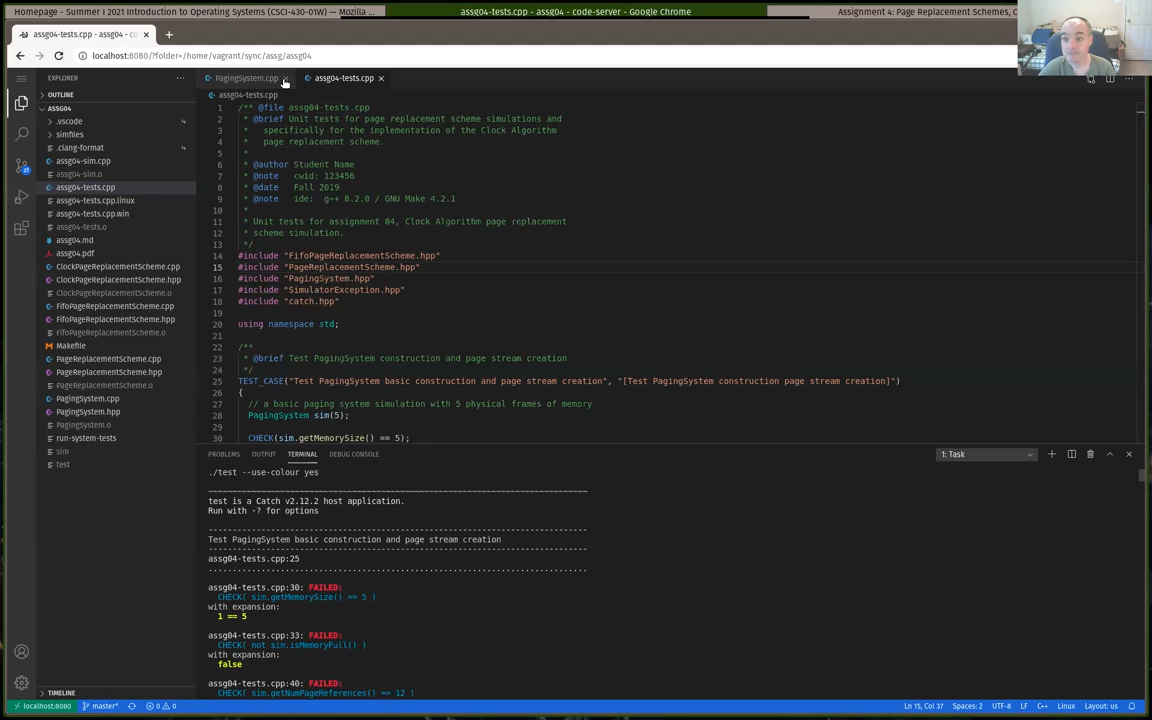 Homepage - Summer I 2021 Introduction to Operating Systems (CSCI-430-01W) — Mozilla ...
assg04-tests.cpp - assg04 - code-server - Google Chrome
Assignment 4: Page Replacement Schemes, C
assg04-tests.cpp - assg04 - co
localhost:8080/?folder=/home/vagrant/sync/assg/assg04
EXPLORER
OUTLINE
ASSG04
.vscode
simfiles
.clang-format
assg04-sim.cpp
assg04-sim.o
assg04-tests.cpp
assg04-tests.cpp.linux
assg04-tests.cpp.win
assg04-tests.o
assg04.md
assg04.pdf
ClockPageReplacementScheme.cpp
ClockPageReplacementScheme.hpp
ClockPageReplacementScheme.o
FifoPageReplacementScheme.cpp
FifoPageReplacementScheme.hpp
FifoPageReplacementScheme.o
Makefile
PageReplacementScheme.cpp
PageReplacementScheme.hpp
PageReplacementScheme.o
PagingSystem.cpp
PagingSystem.hpp
PagingSystem.o
run-system-tests
sim
test
TIMELINE
21
PagingSystem.cpp
assg04-tests.cpp
assg04-tests.cpp
1 /** @file assg04-tests.cpp
2 * @brief Unit tests for page replacement scheme simulations and
3 * specifically for the implementation of the Clock Algorithm
4 * page replacement scheme.
5 *
6 * @author Student Name
7 * @note cwid: 123456
8 * @date Fall 2019
9 * @note ide: g++ 8.2.0 / GNU Make 4.2.1
10 *
11 * Unit tests for assignment 04, Clock Algorithm page replacement
12 * scheme simulation.
13 */
14 #include "FifoPageReplacementScheme.hpp"
15 #include "PageReplacementScheme.hpp"
16 #include "PagingSystem.hpp"
17 #include "SimulatorException.hpp"
18 #include "catch.hpp"
19
20 using namespace std;
21
22 /**
23 * @brief Test PagingSystem construction and page stream creation
24 */
25 TEST_CASE("Test PagingSystem basic construction and page stream creation", "[Test PagingSystem construction page stream creation]")
26 {
27 // a basic paging system simulation with 5 physical frames of memory
28 PagingSystem sim(5);
29
30 CHECK(sim.getMemorySize() == 5);
PROBLEMS OUTPUT TERMINAL DEBUG CONSOLE
1: Task
./test --use-colour yes
~~~~~~~~~~~~~~~~~~~~~~~~~~~~~~~~~~~~~~~~~~~~~~~~~~~~~~~~~~~~~~~~~~~~~~~~~~~~~~~
test is a Catch v2.12.2 host application.
Run with -? for options
-------------------------------------------------------------------------------
Test PagingSystem basic construction and page stream creation
-------------------------------------------------------------------------------
assg04-tests.cpp:25
...............................................................................
assg04-tests.cpp:30: FAILED:
CHECK( sim.getMemorySize() == 5 )
with expansion:
1 == 5
assg04-tests.cpp:33: FAILED:
CHECK( not sim.isMemoryFull() )
with expansion:
false
assg04-tests.cpp:40: FAILED:
CHECK( sim.getNumPageReferences() == 12 )
localhost:8080
master*
0 0
Ln 15, Col 37
Spaces: 2
UTF-8
LF
C++
Linux
Layout: us